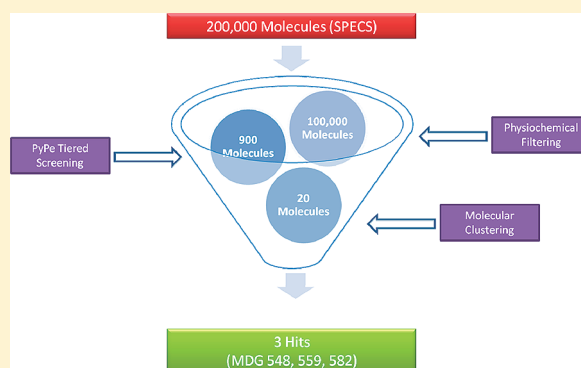 200,000 Molecules (SPECS)
100,000
Molecules
900
Molecules
Physiochemical
Filtering
PyPe Tiered
Screening
20
Molecules
Molecular
Clustering
3 Hits
(MDG 548, 559, 582)